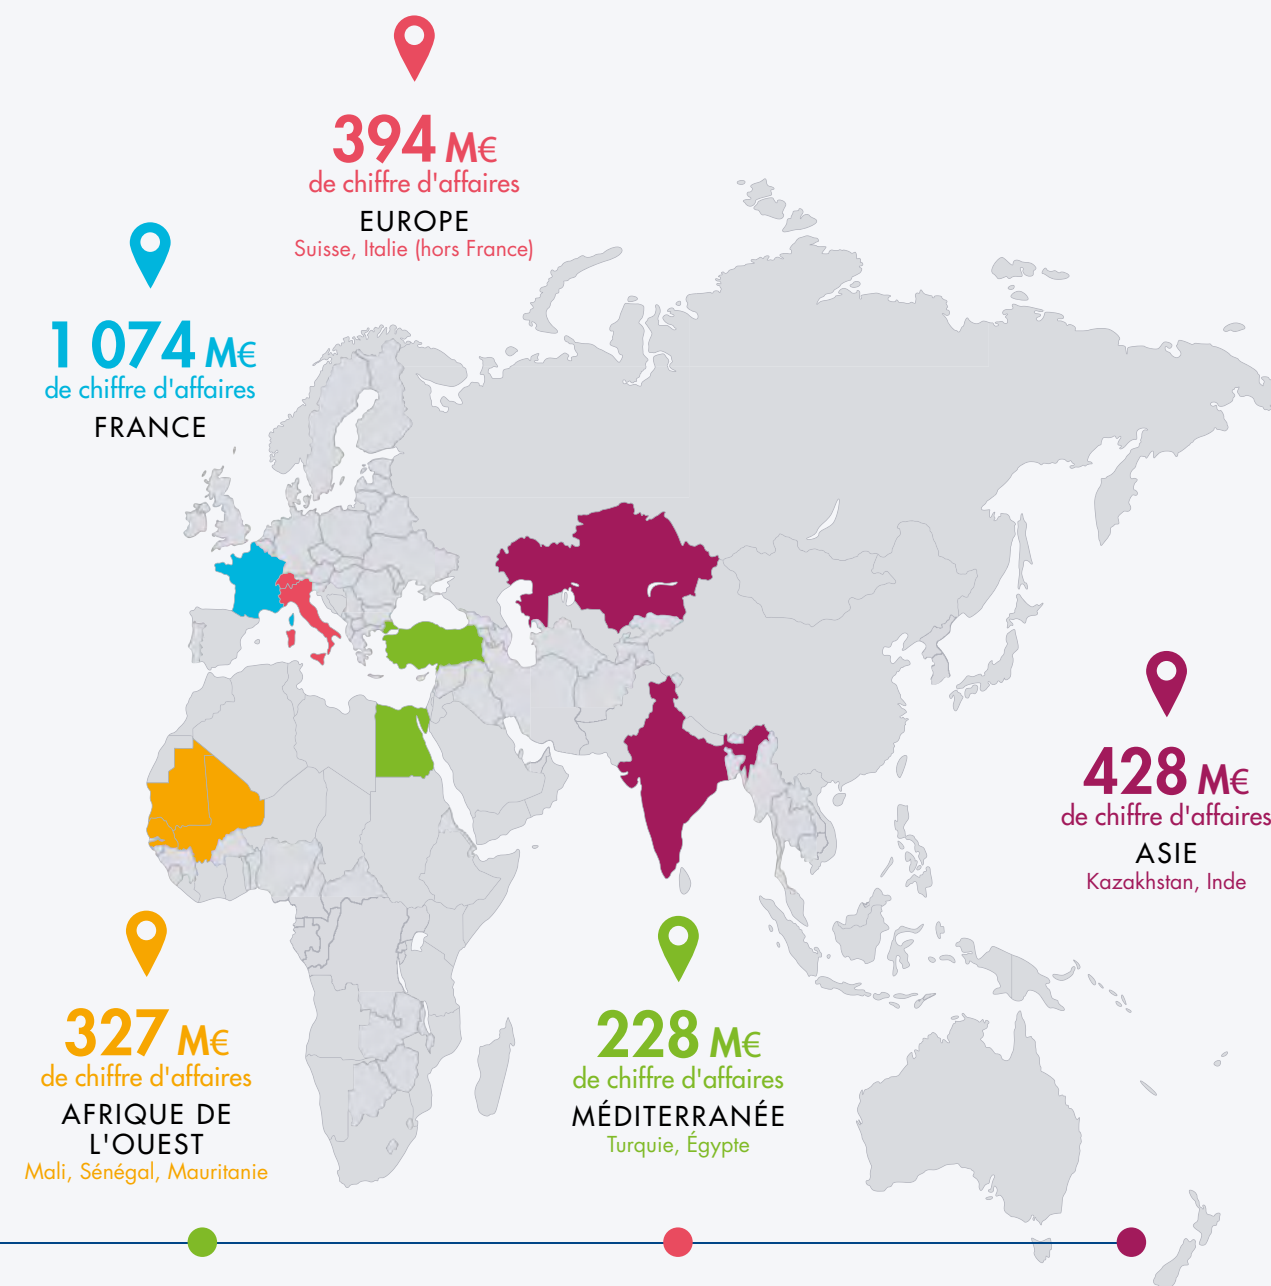 394 M€
de chiffre d'affaires
EUROPE
Suisse, Italie (hors France)
1 074 M€
de chiffre d'affaires
FRANCE
428 M€
de chiffre d'affaires
ASIE
Kazakhstan, Inde
327 M€
de chiffre d'affaires
AFRIQUE DE
L'OUEST
Mali, Sénégal, Mauritanie
228 M€
de chiffre d'affaires
MÉDITERRANÉE
Turquie, Égypte